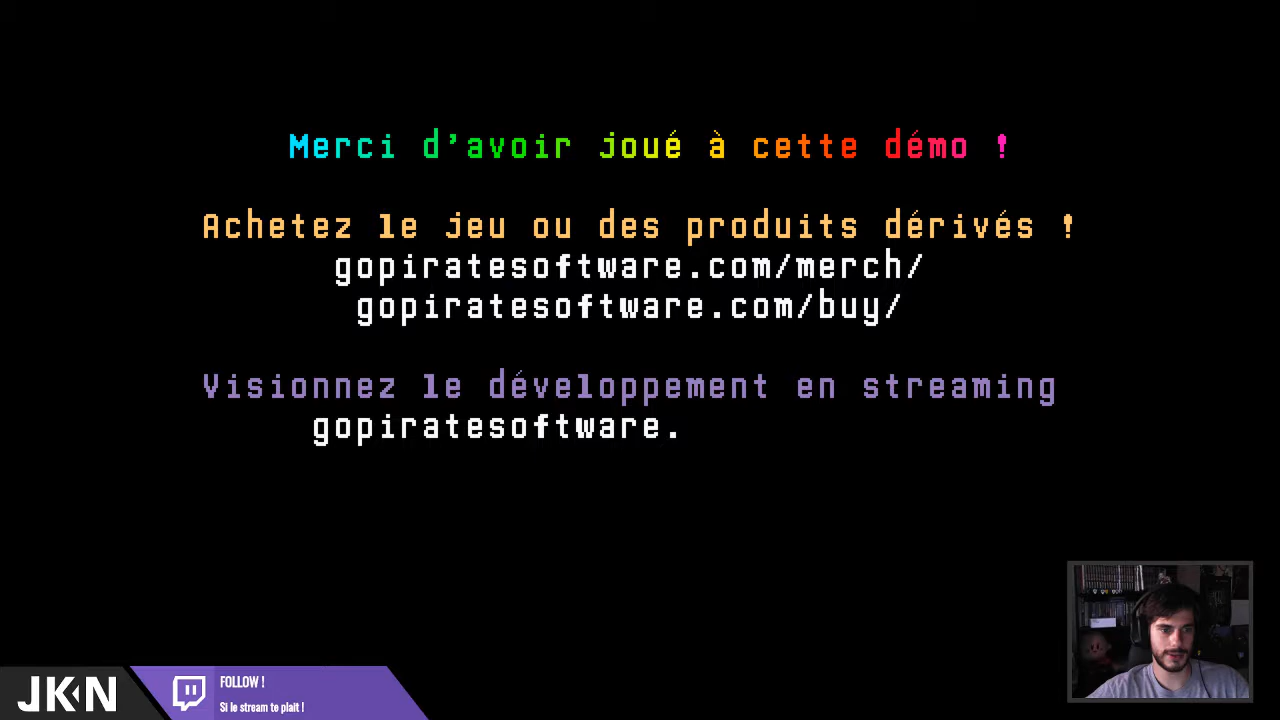 Merci d’avoir joué à cette démo !
Achetez le jeu ou des produits dérivés !
gopiratesoftware.com/merch/
gopiratesoftware.com/buy/
Visionnez le développement en streaming
gopiratesoftware.
JKN
FOLLOW !
Si le stream te plait !